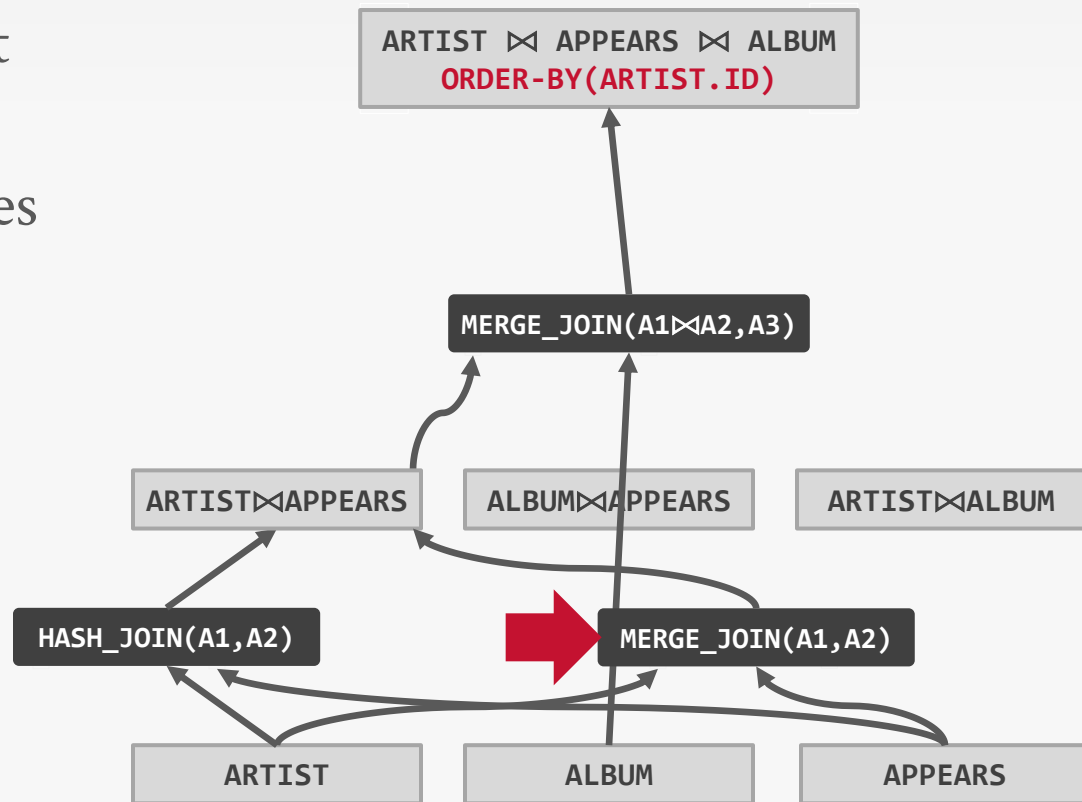 ARTIST ⋈ APPEARS ⋈ ALBUM
ORDER-BY(ARTIST.ID)
es
MERGE_JOIN(A1⋈A2,A3)
ARTIST⋈APPEARS
ALBUM⋈APPEARS
ARTIST⋈ALBUM
HASH_JOIN(A1,A2)
MERGE_JOIN(A1,A2)
ARTIST
ALBUM
APPEARS